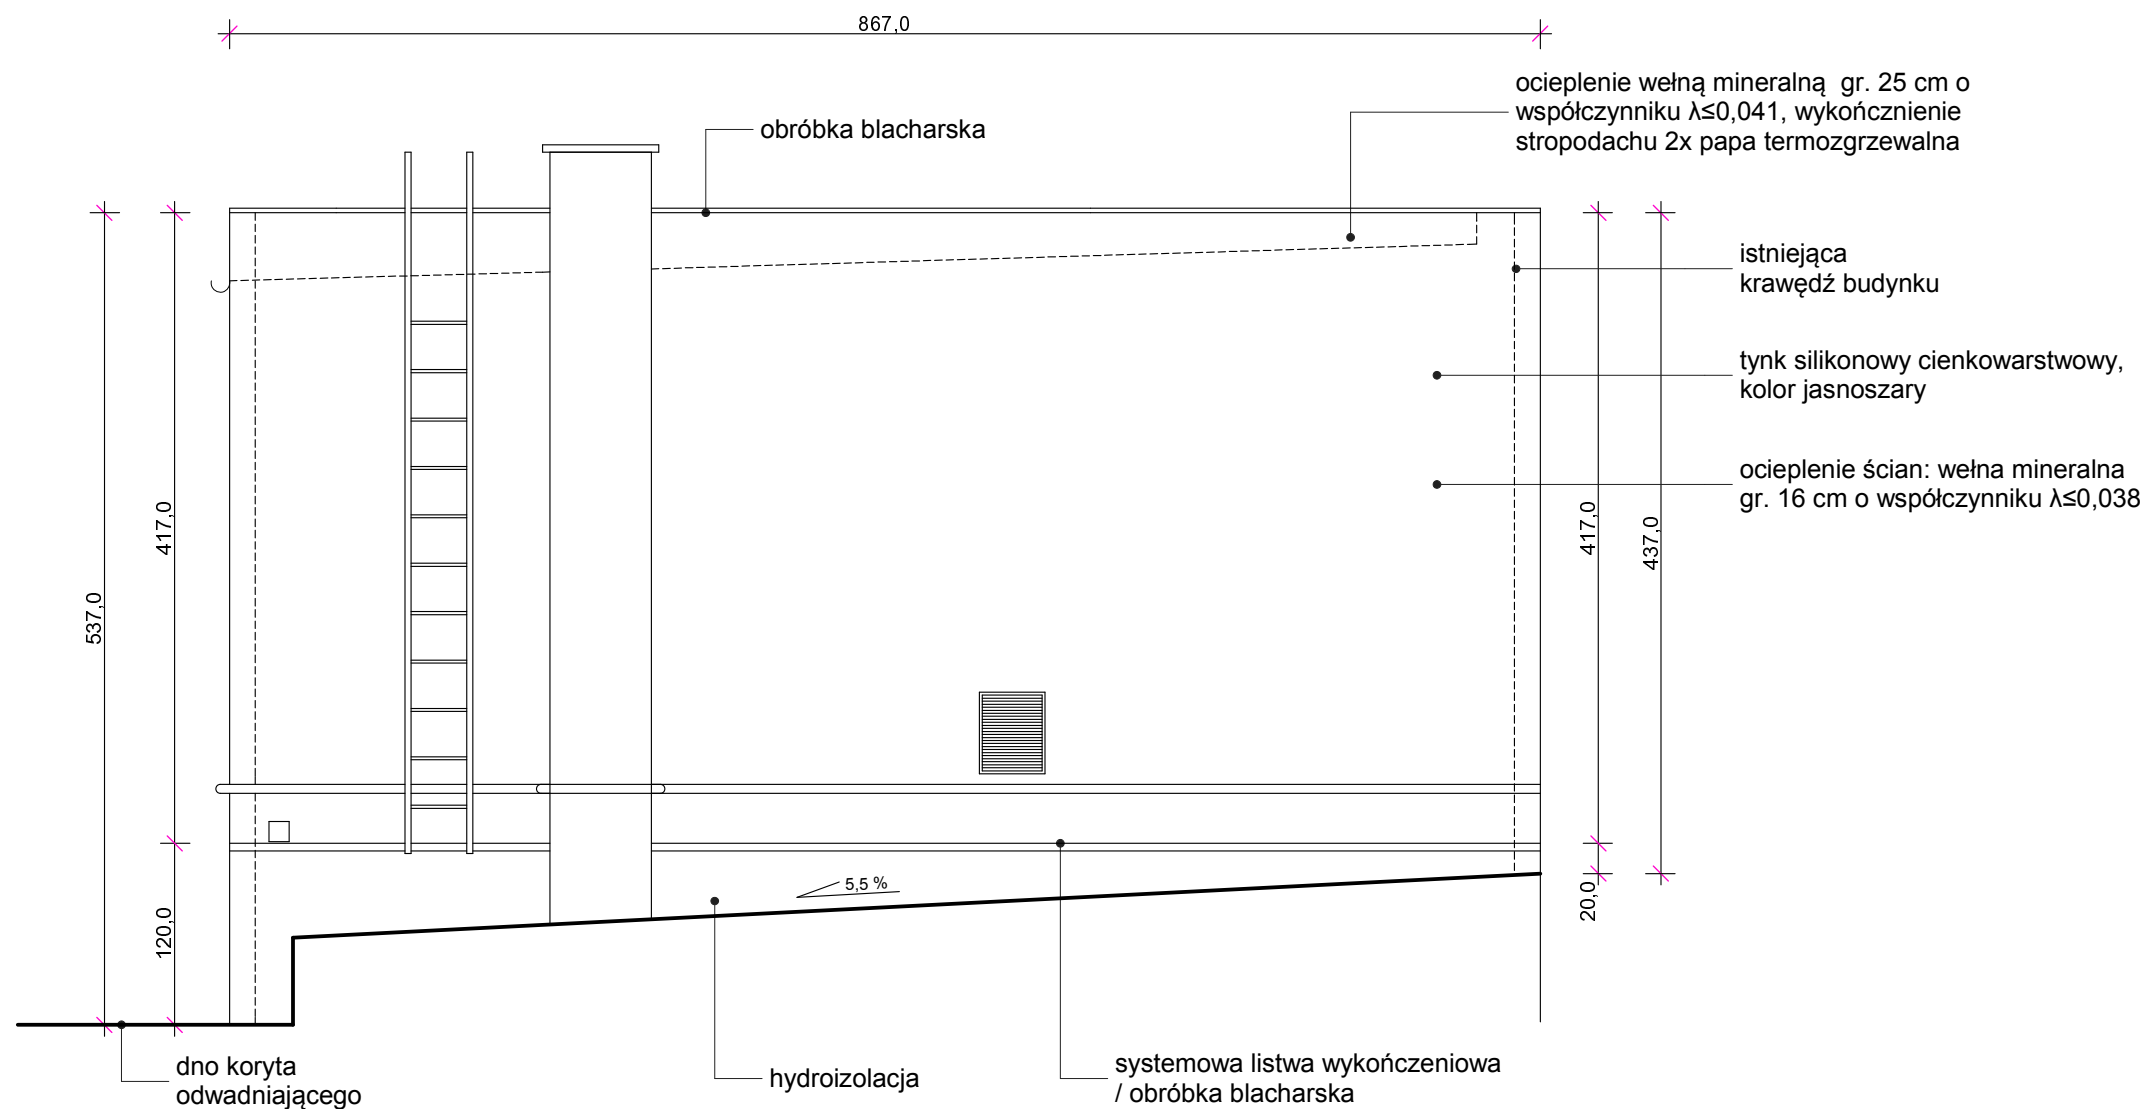 867,0
ocieplenie wełną mineralną  gr. 25 cm o
współczynniku λ≤0,041, wykończnienie
stropodachu 2x papa termozgrzewalna
obróbka blacharska
istniejąca
krawędź budynku
tynk silikonowy cienkowarstwowy,
kolor jasnoszary
ocieplenie ścian: wełna mineralna
gr. 16 cm o współczynniku λ≤0,038
417,0
417,0
437,0
537,0
5,5 %
20,0
120,0
dno koryta
odwadniającego
hydroizolacja
systemowa listwa wykończeniowa
/ obróbka blacharska